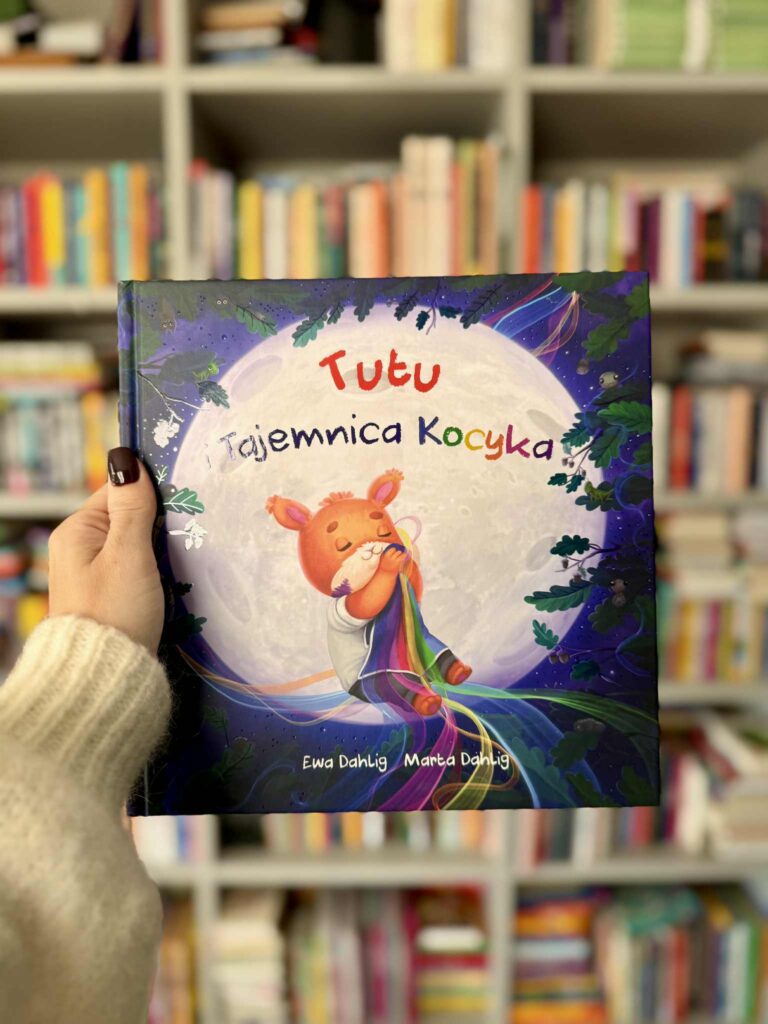 Tutu
i Tajemnica Kocyka
Ewa Dahlig Marta Dahlig